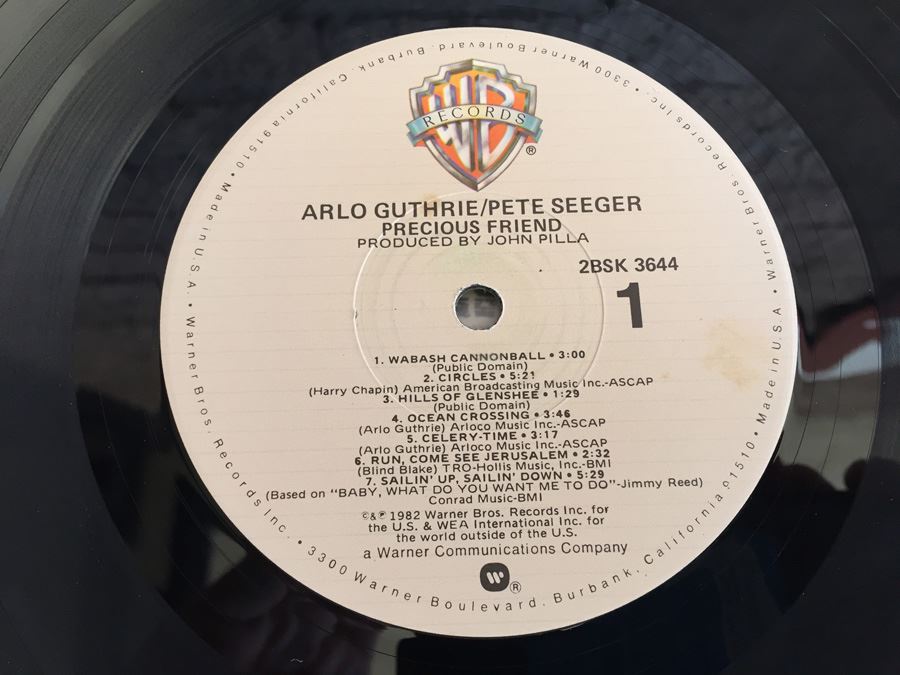 WB
RECORDS
®
ARLO GUTHRIE/PETE SEEGER
PRECIOUS FRIEND
PRODUCED BY JOHN PILLA
2BSK 3644
1
1. WABASH CANNONBALL • 3:00
(Public Domain)
2. CIRCLES • 5:21
(Harry Chapin) American Broadcasting Music Inc.-ASCAP
3. HILLS OF GLENSHEE • 1:29
(Public Domain)
4. OCEAN CROSSING • 3:46
(Arlo Guthrie) Arloco Music Inc.-ASCAP
5. CELERY-TIME • 3:17
(Arlo Guthrie) Arloco Music Inc.-ASCAP
6. RUN, COME SEE JERUSALEM • 2:32
(Blind Blake) TRO-Hollis Music, Inc.-BMI
7. SAILIN' UP, SAILIN' DOWN • 5:29
(Based on "BABY, WHAT DO YOU WANT ME TO DO"-Jimmy Reed)
Conrad Music-BMI
©&℗ 1982 Warner Bros. Records Inc. for
the U.S. & WEA International Inc. for
the world outside of the U.S.
a Warner Communications Company
®
Warner Bros. Records Inc. • 3300 Warner Boulevard, Burbank, California 91510 • Made in U.S.A. •
Warner Bros. Records Inc. • 3300 Warner Boulevard, Burbank, California 91510 • Made in U.S.A. •